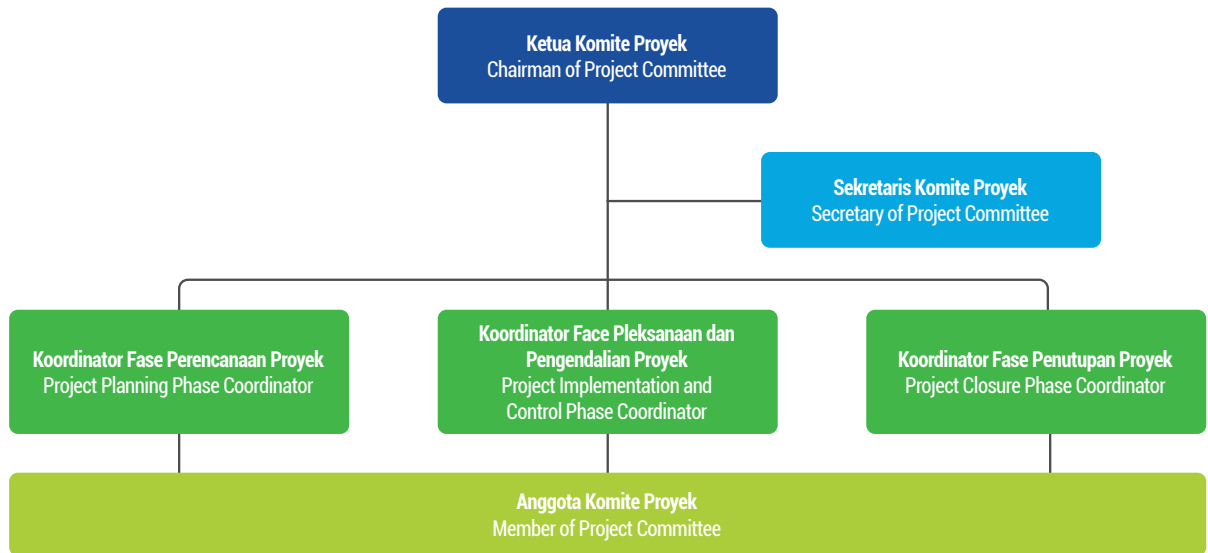 Ketua Komite Proyek
Chairman of Project Committee
Sekretaris Komite Proyek
Secretary of Project Committee
Koordinator Fase Perencanaan Proyek
Project Planning Phase Coordinator
Koordinator Face Pleksanaan dan
Pengendalian Proyek
Project Implementation and
Control Phase Coordinator
Koordinator Fase Penutupan Proyek
Project Closure Phase Coordinator
Anggota Komite Proyek
Member of Project Committee